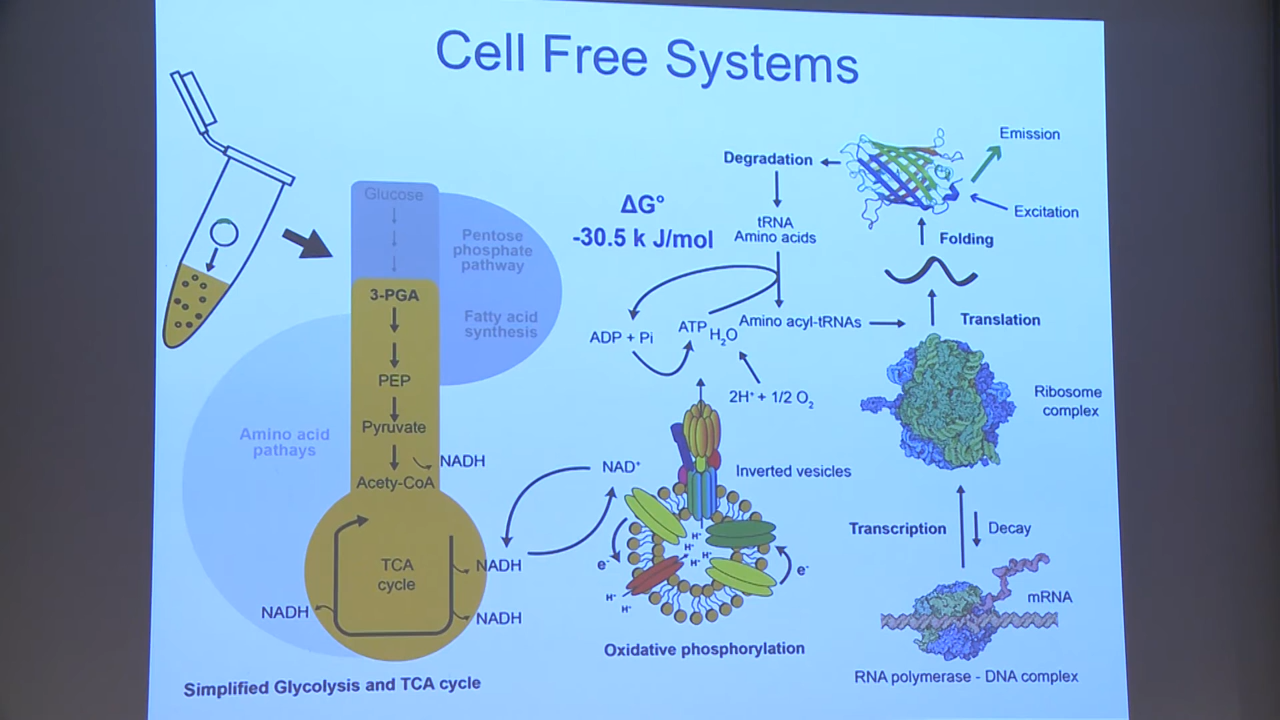 Cell Free Systems
Glucose
Pentose
phosphate
pathway
3-PGA
Fatty acid
synthesis
PEP
Pyruvate
NADH
Acety-CoA
Amino acid
pathays
TCA
cycle
NADH
NADH
NADH
Simplified Glycolysis and TCA cycle
ΔG°
-30.5 k J/mol
Degradation
tRNA
Amino acids
ADP + Pi
ATP
H₂O
Amino acyl-tRNAs
2H⁺ + 1/2 O₂
NAD⁺
Inverted vesicles
H⁺
H⁺
H⁺
H⁺
e⁻
e⁻
H⁺
H⁺
Oxidative phosphorylation
Emission
Excitation
Folding
Translation
Ribosome
complex
Transcription
Decay
mRNA
RNA polymerase - DNA complex